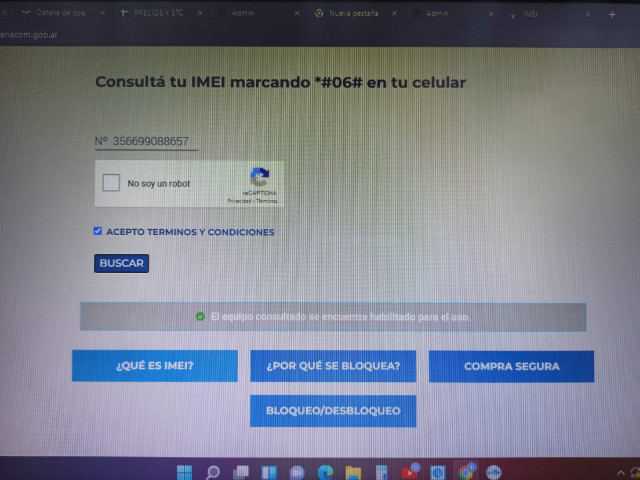 Detalle de doe
PRECIOS Y STC
Admin
Nueva pestaña
Admin
IMEI
enacom.gob.ar
Consultá tu IMEI marcando *#06# en tu celular
Nº 356699088657
No soy un robot
reCAPTCHA
Privacidad - Términos
ACEPTO TERMINOS Y CONDICIONES
BUSCAR
El equipo consultado se encuentra habilitado para el uso.
¿QUÉ ES IMEI?
¿POR QUÉ SE BLOQUEA?
COMPRA SEGURA
BLOQUEO/DESBLOQUEO